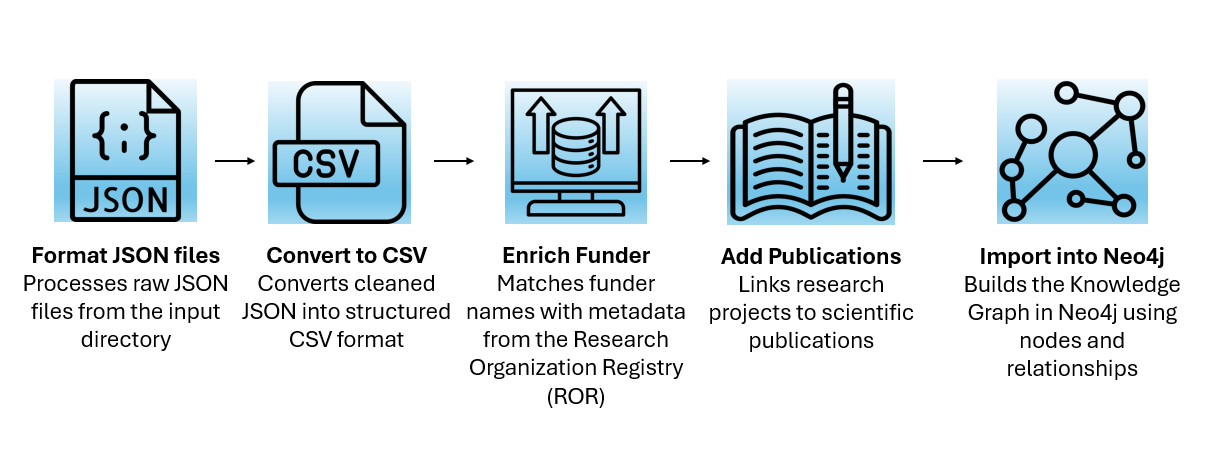 {;}
JSON
CSV
Format JSON files
Processes raw JSON
files from the input
directory
Convert to CSV
Converts cleaned
JSON into structured
CSV format
Enrich Funder
Matches funder
names with metadata
from the Research
Organization Registry
(ROR)
Add Publications
Links research
projects to scientific
publications
Import into Neo4j
Builds the Knowledge
Graph in Neo4j using
nodes and
relationships